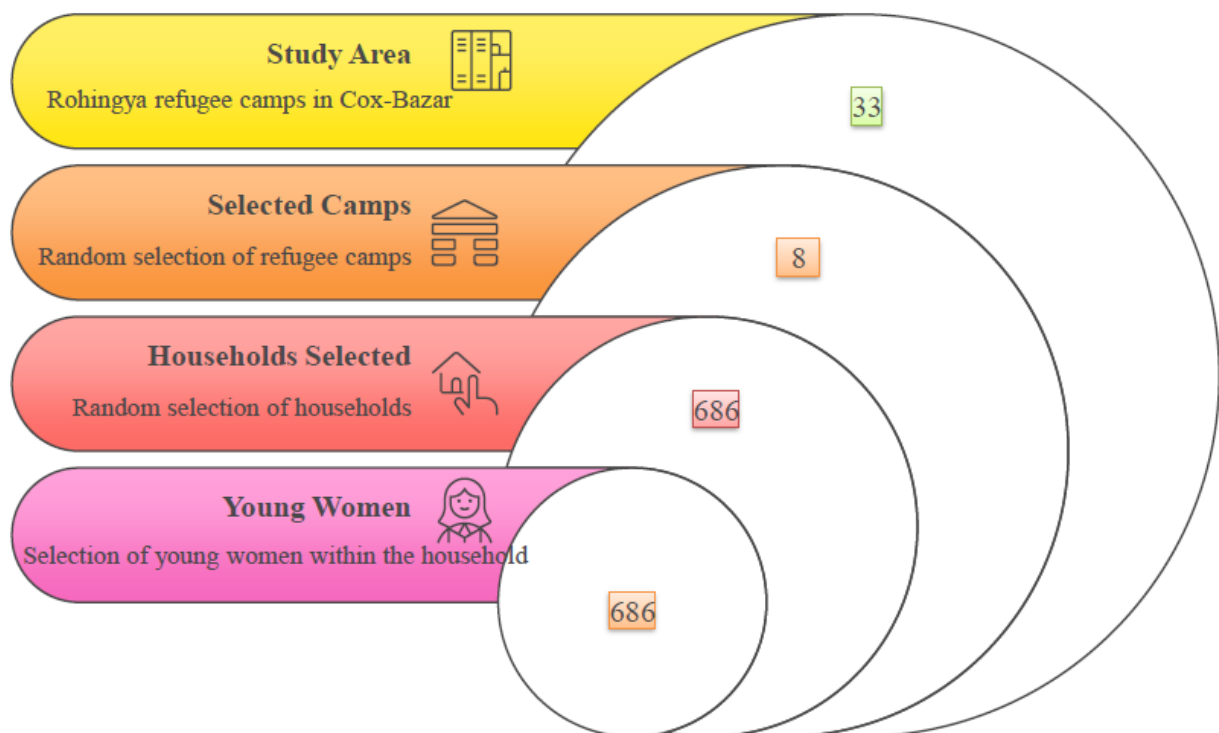 Study Area
Rohingya refugee camps in Cox-Bazar
33
Selected Camps
Random selection of refugee camps
8
Households Selected
Random selection of households
686
Young Women
Selection of young women within the household
686